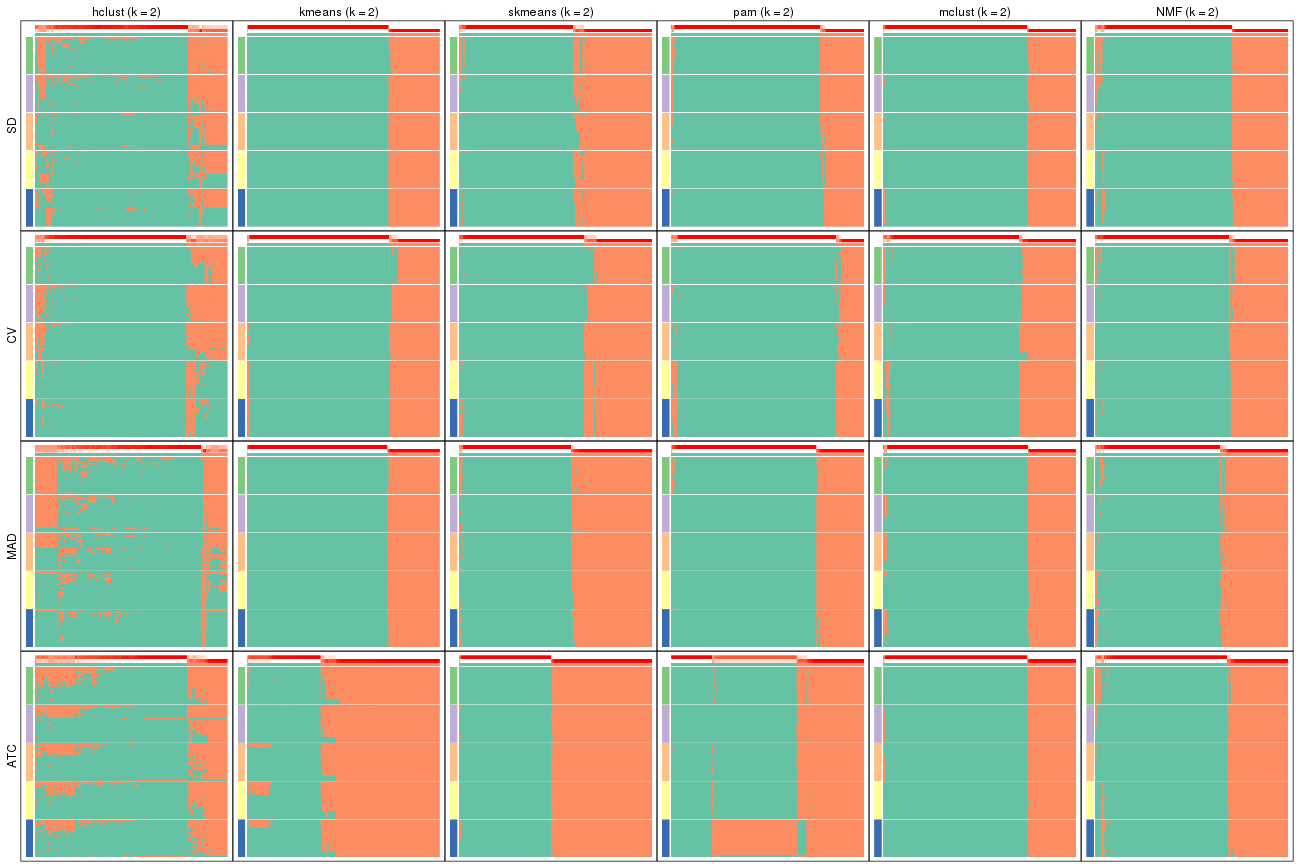 hclust (k = 2) kmeans (k = 2) skmeans (k = 2) pam (k = 2) mclust (k = 2) NMF (k = 2)
SD
CV
MAD
ATC